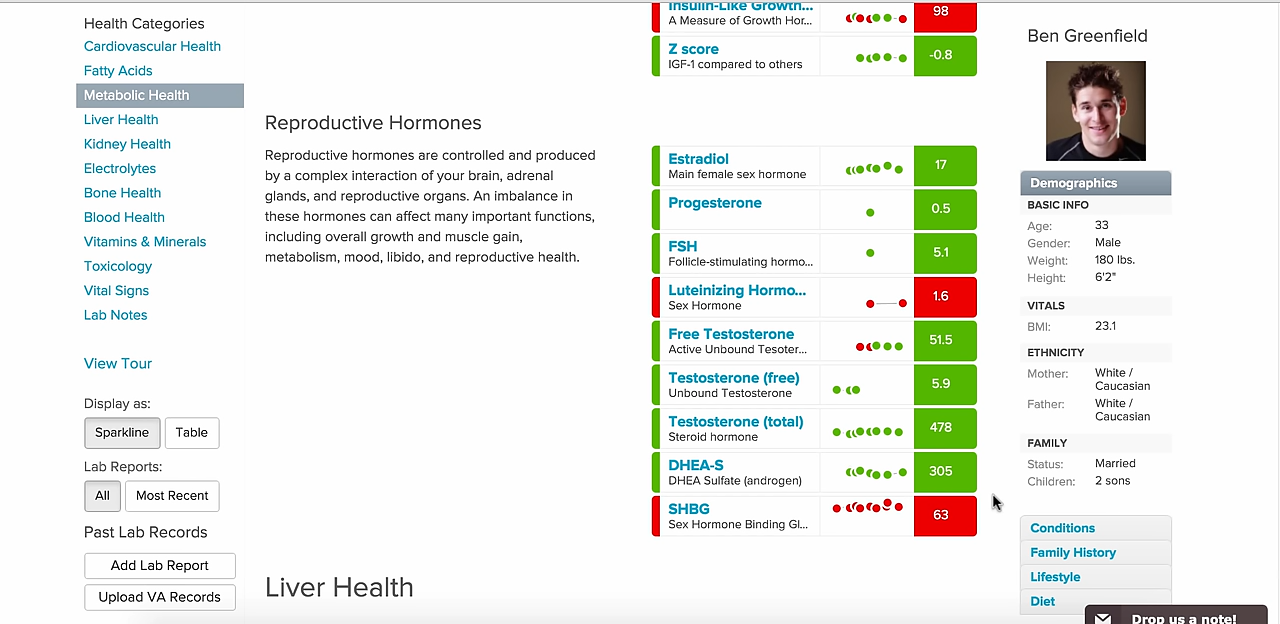 Health Categories
Cardiovascular Health
Fatty Acids
Metabolic Health
Liver Health
Kidney Health
Electrolytes
Bone Health
Blood Health
Vitamins & Minerals
Toxicology
Vital Signs
Lab Notes
View Tour
Display as:
Sparkline Table
Lab Reports:
All Most Recent
Past Lab Records
Add Lab Report
Upload VA Records
Insulin-Like Growth...
A Measure of Growth Hor...
98
Z score
IGF-1 compared to others
-0.8
Reproductive Hormones
Reproductive hormones are controlled and produced
by a complex interaction of your brain, adrenal
glands, and reproductive organs. An imbalance in
these hormones can affect many important functions,
including overall growth and muscle gain,
metabolism, mood, libido, and reproductive health.
Estradiol
Main female sex hormone
17
Progesterone
0.5
FSH
Follicle-stimulating hormo...
5.1
Luteinizing Hormo...
Sex Hormone
1.6
Free Testosterone
Active Unbound Tesoter...
51.5
Testosterone (free)
Unbound Testosterone
5.9
Testosterone (total)
Steroid hormone
478
DHEA-S
DHEA Sulfate (androgen)
305
SHBG
Sex Hormone Binding Gl...
63
Liver Health
Ben Greenfield
Demographics
BASIC INFO
Age: 33
Gender: Male
Weight: 180 lbs.
Height: 6'2"
VITALS
BMI: 23.1
ETHNICITY
Mother: White /
Caucasian
Father: White /
Caucasian
FAMILY
Status: Married
Children: 2 sons
Conditions
Family History
Lifestyle
Diet
Drop us a note!